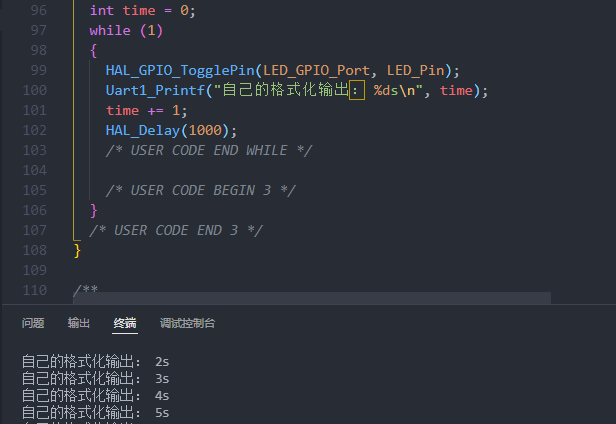 96 int time = 0;
97 while (1)
98 {
99 HAL_GPIO_TogglePin(LED_GPIO_Port, LED_Pin);
100 Uart1_Printf("自己的格式化输出： %ds\n", time);
101 time += 1;
102 HAL_Delay(1000);
103 /* USER CODE END WHILE */
104
105 /* USER CODE BEGIN 3 */
106 }
107 /* USER CODE END 3 */
108 }
109
110 /**
问题 输出 终端 调试控制台
自己的格式化输出： 2s
自己的格式化输出： 3s
自己的格式化输出： 4s
自己的格式化输出： 5s